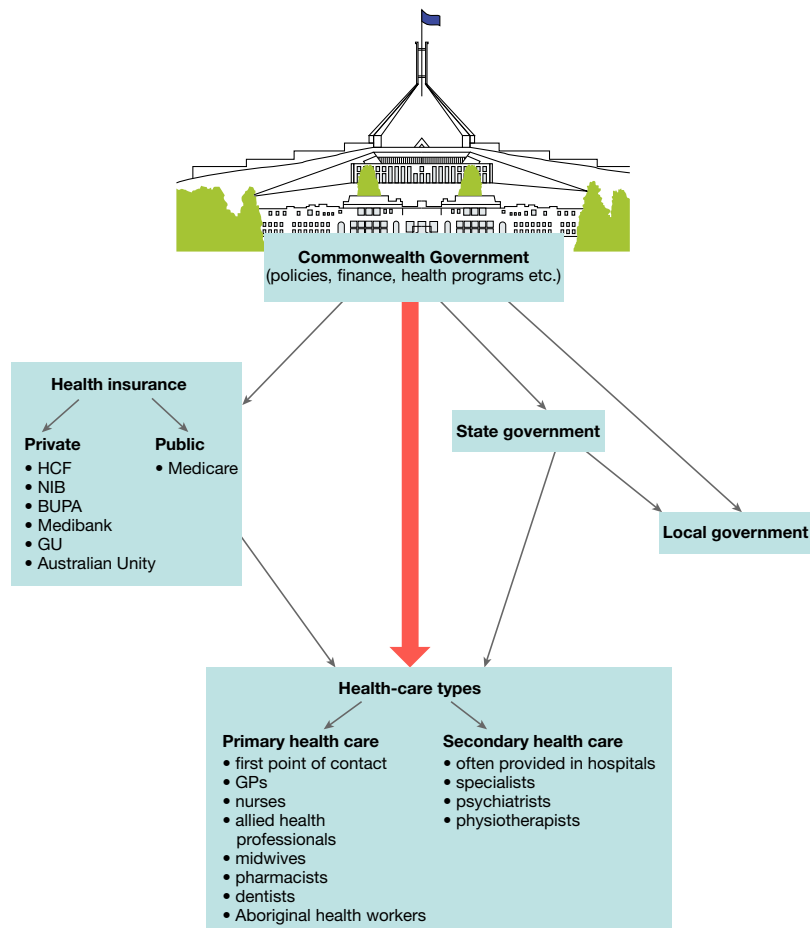 Commonwealth Government
(policies, finance, health programs etc.)
Health insurance
Private
• HCF
• NIB
• BUPA
• Medibank
• GU
• Australian Unity
Public
• Medicare
State government
Local government
Health-care types
Primary health care
• first point of contact
• GPs
• nurses
• allied health
professionals
• midwives
• pharmacists
• dentists
• Aboriginal health workers
Secondary health care
• often provided in hospitals
• specialists
• psychiatrists
• physiotherapists